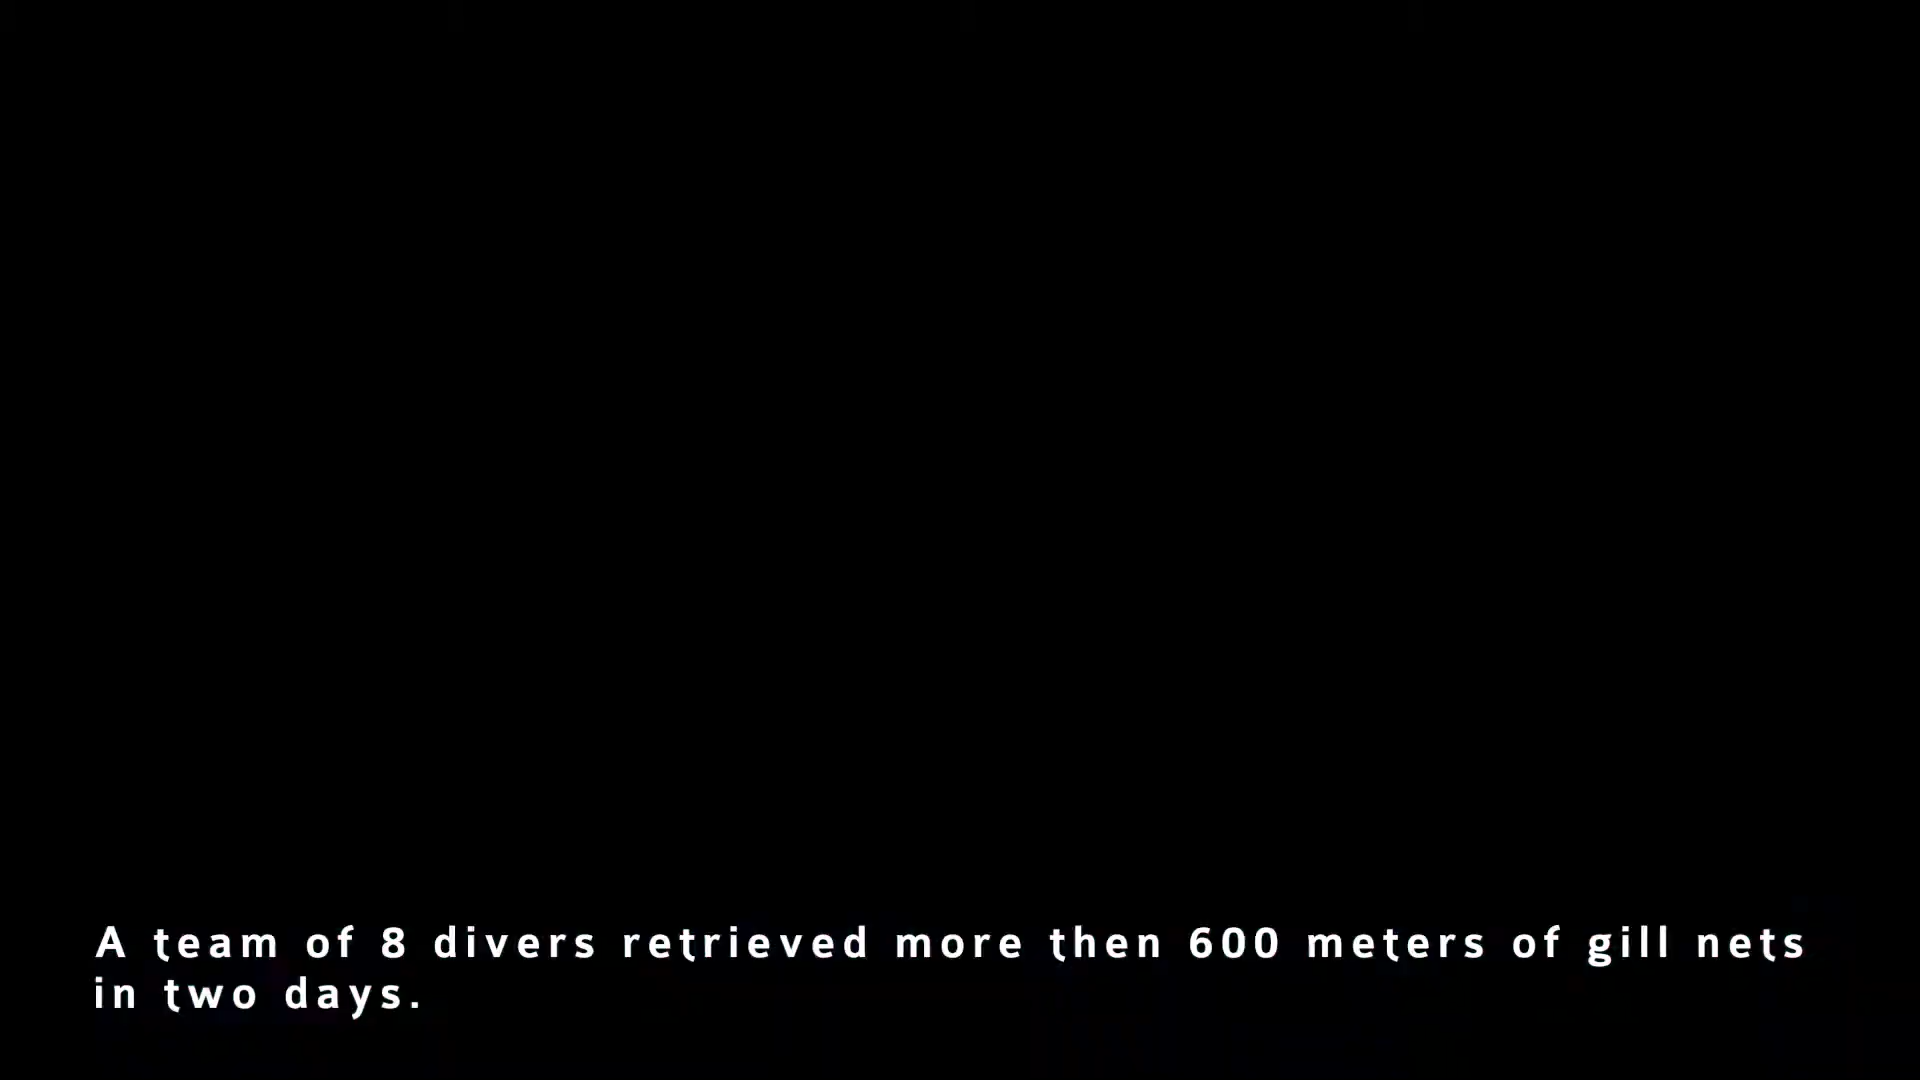 A team of 8 divers retrieved more then 600 meters of gill nets
in two days.